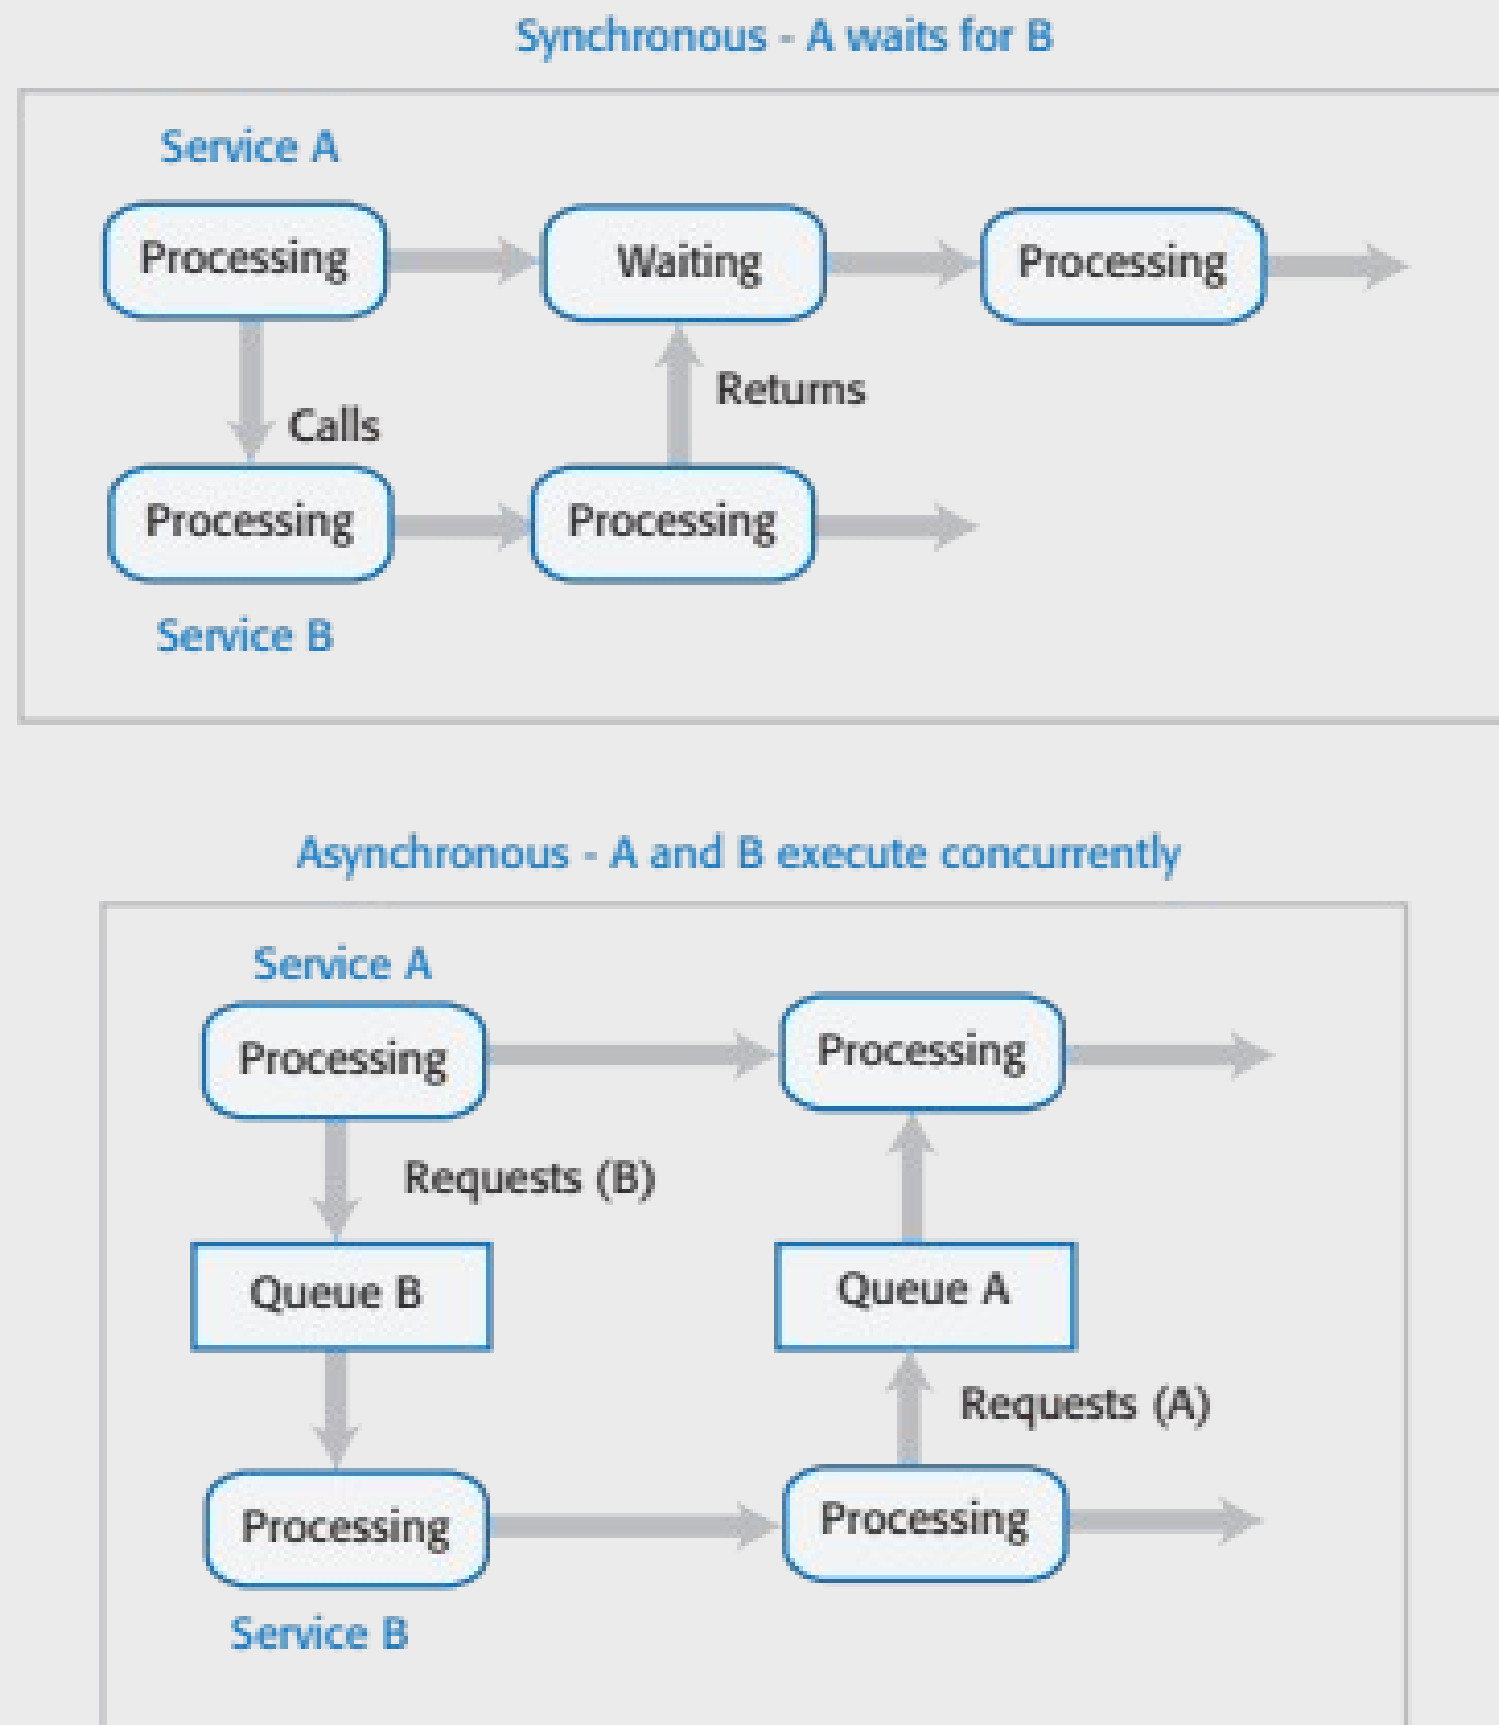 Synchronous - A waits for B
Service A
Processing
Waiting
Processing
Calls
Returns
Processing
Processing
Service B
Asynchronous - A and B execute concurrently
Service A
Processing
Processing
Requests (B)
Queue B
Queue A
Requests (A)
Processing
Processing
Service B